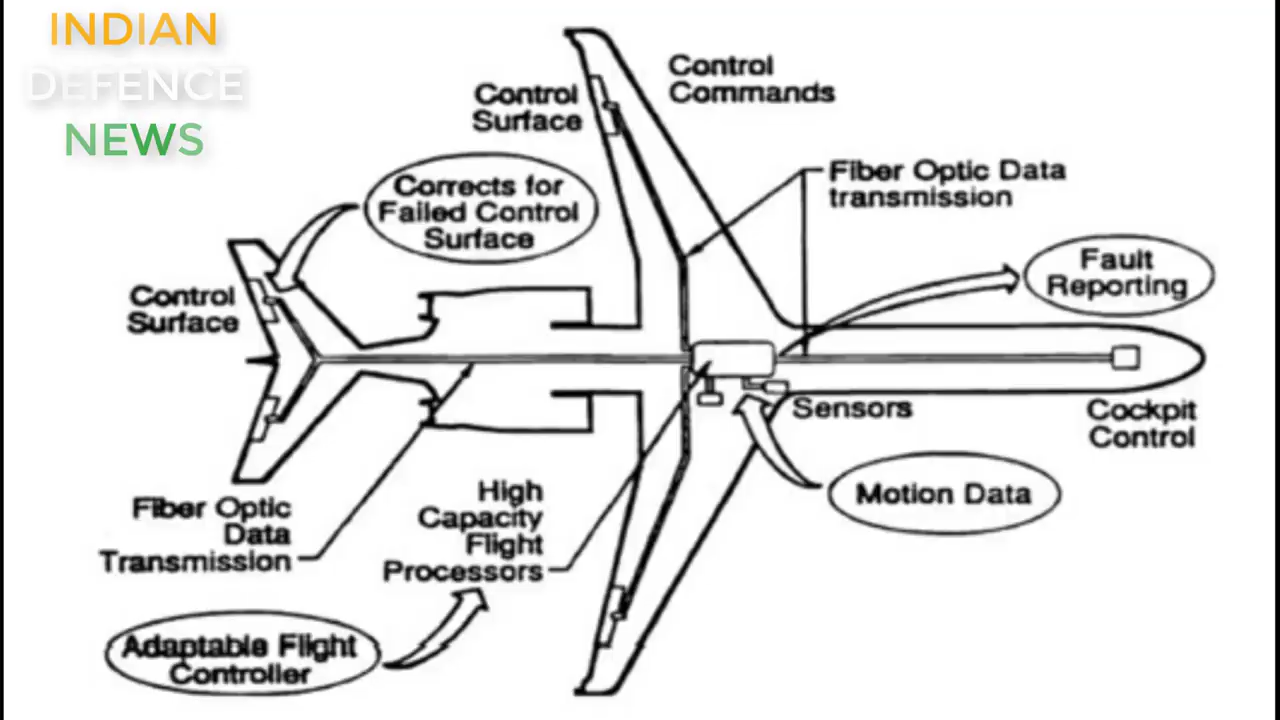 INDIAN
DEFENCE
NEWS
Control
Commands
Control
Surface
Fiber Optic Data
transmission
Corrects for
Failed Control
Surface
Fault
Reporting
Control
Surface
Sensors
Cockpit
Control
Motion Data
High
Capacity
Flight
Processors
Fiber Optic
Data
Transmission
Adaptable Flight
Controller